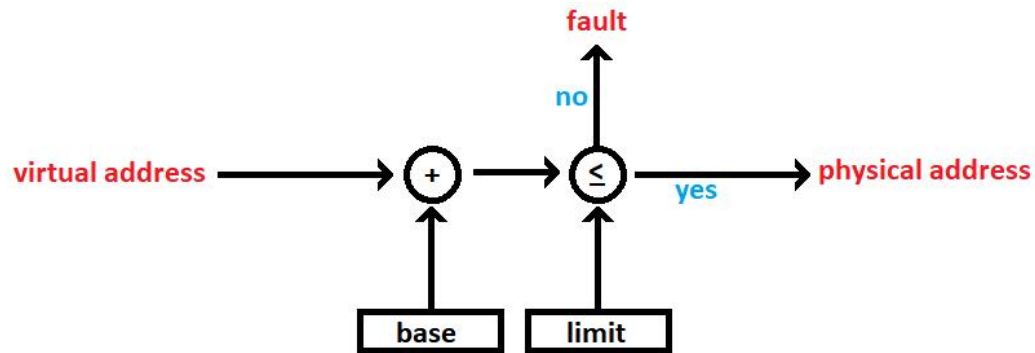 fault
no
virtual address
+
≤
physical address
yes
base
limit